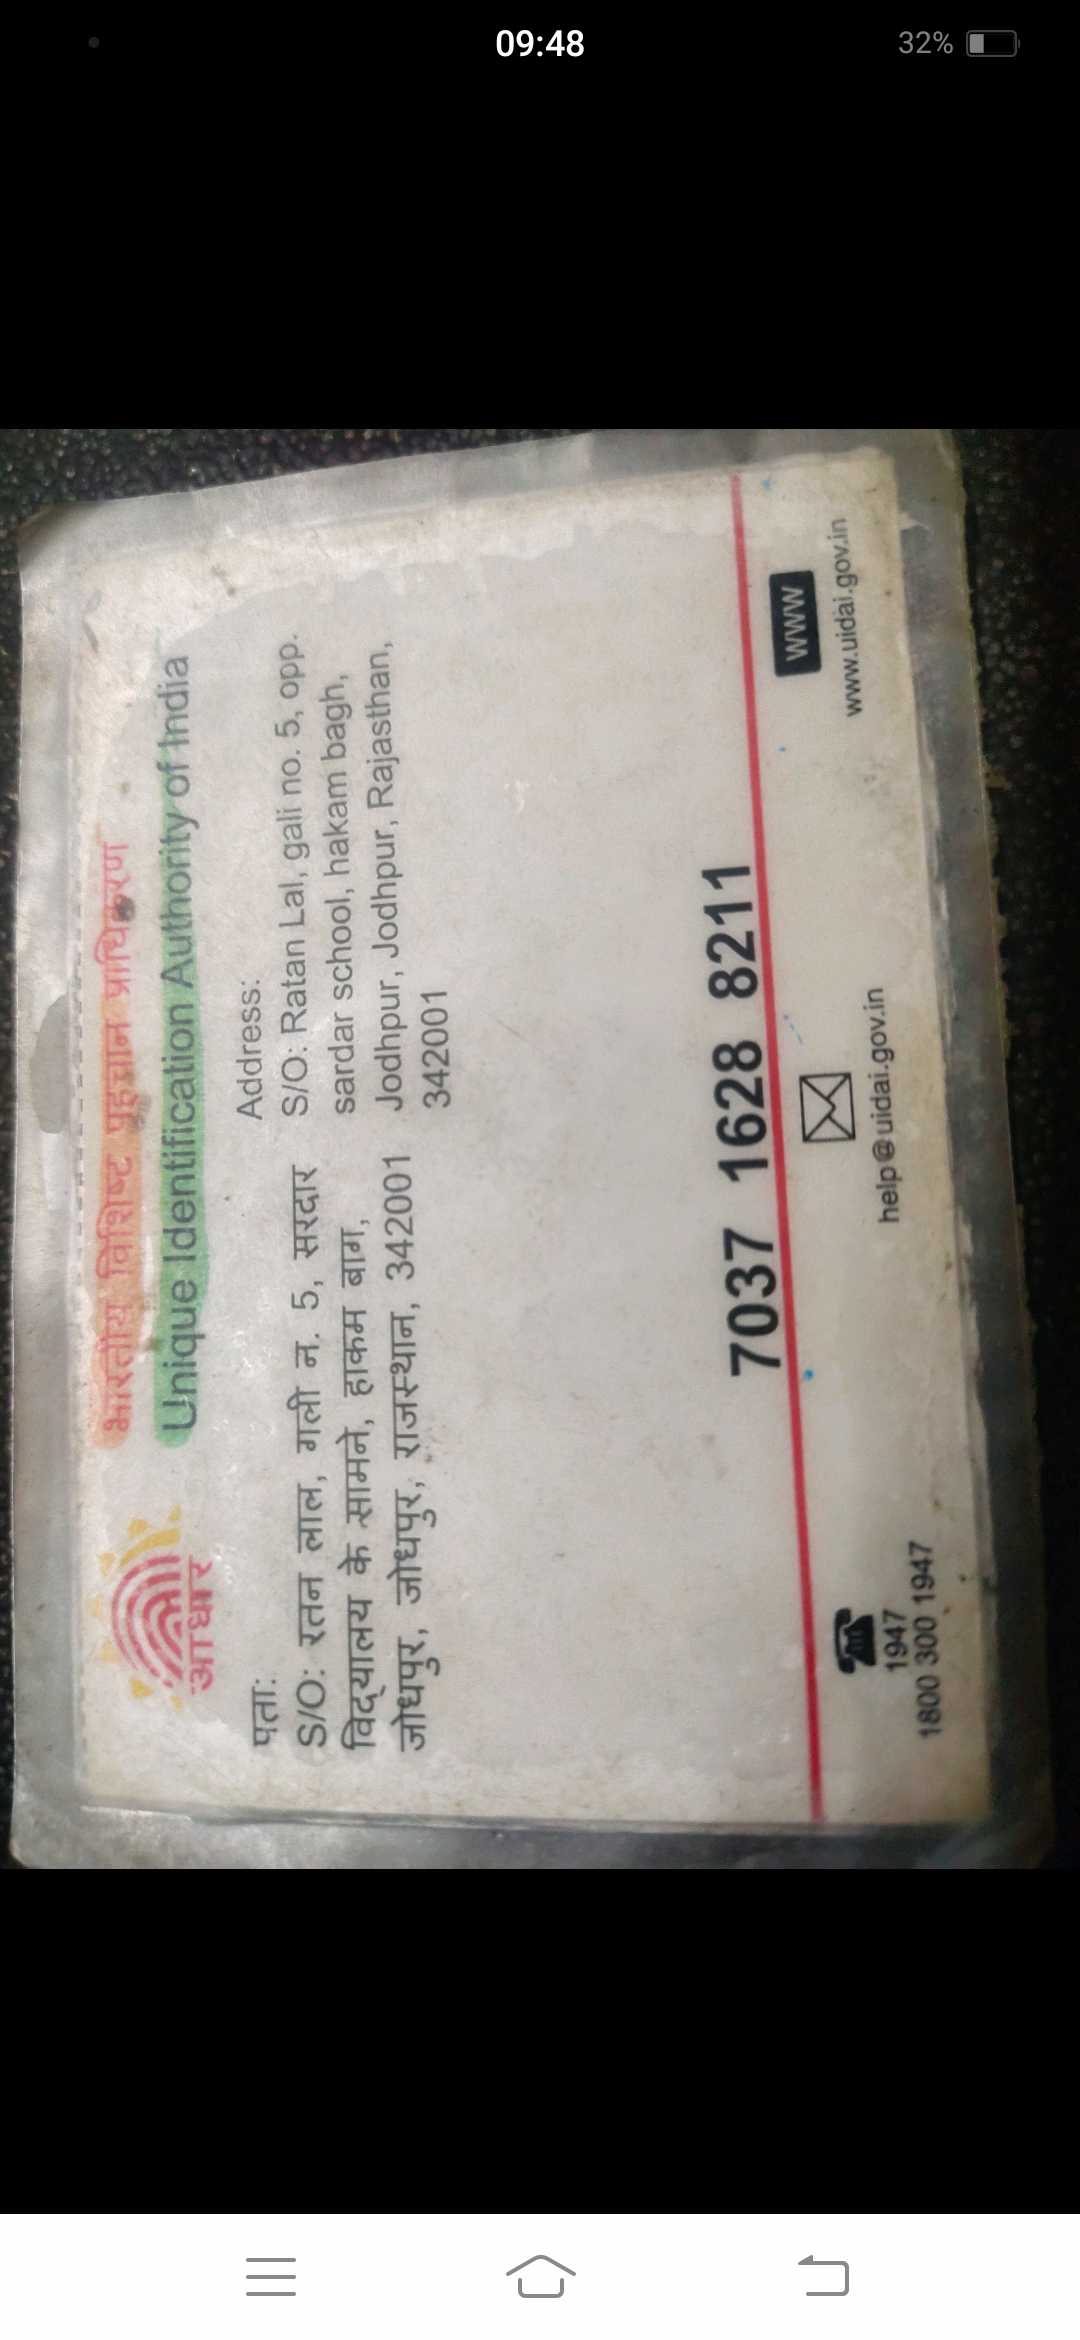 09:48
32%
भारतीय विशिष्ट पहचान प्राधिकरण
Unique Identification Authority of India
आधार
पता:
S/O: रतन लाल, गली न. 5, सरदार
विद्यालय के सामने, हाकम बाग,
जोधपुर, जोधपुर, राजस्थान, 342001
Address:
S/O: Ratan Lal, gali no. 5, opp.
sardar school, hakam bagh,
Jodhpur, Jodhpur, Rajasthan,
342001
7037 1628 8211
1947
1800 300 1947
help@uidai.gov.in
WWW
www.uidai.gov.in